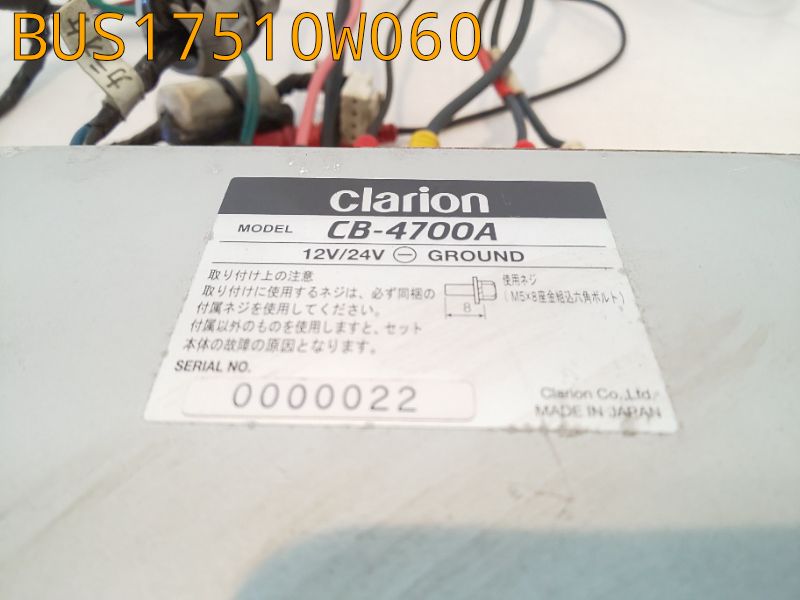 BUS17510W060
カニメラ
clarion
MODEL CB-4700A
12V/24V ⊖ GROUND
取り付け上の注意
取り付けに使用するネジは、必ず同梱の
付属ネジを使用してください。
付属以外のものを使用しますと、セット
本体の故障の原因となります。
使用ネジ
(M5×8座金組込六角ボルト)
8
SERIAL NO.
0000022
Clarion Co.,Ltd.
MADE IN JAPAN